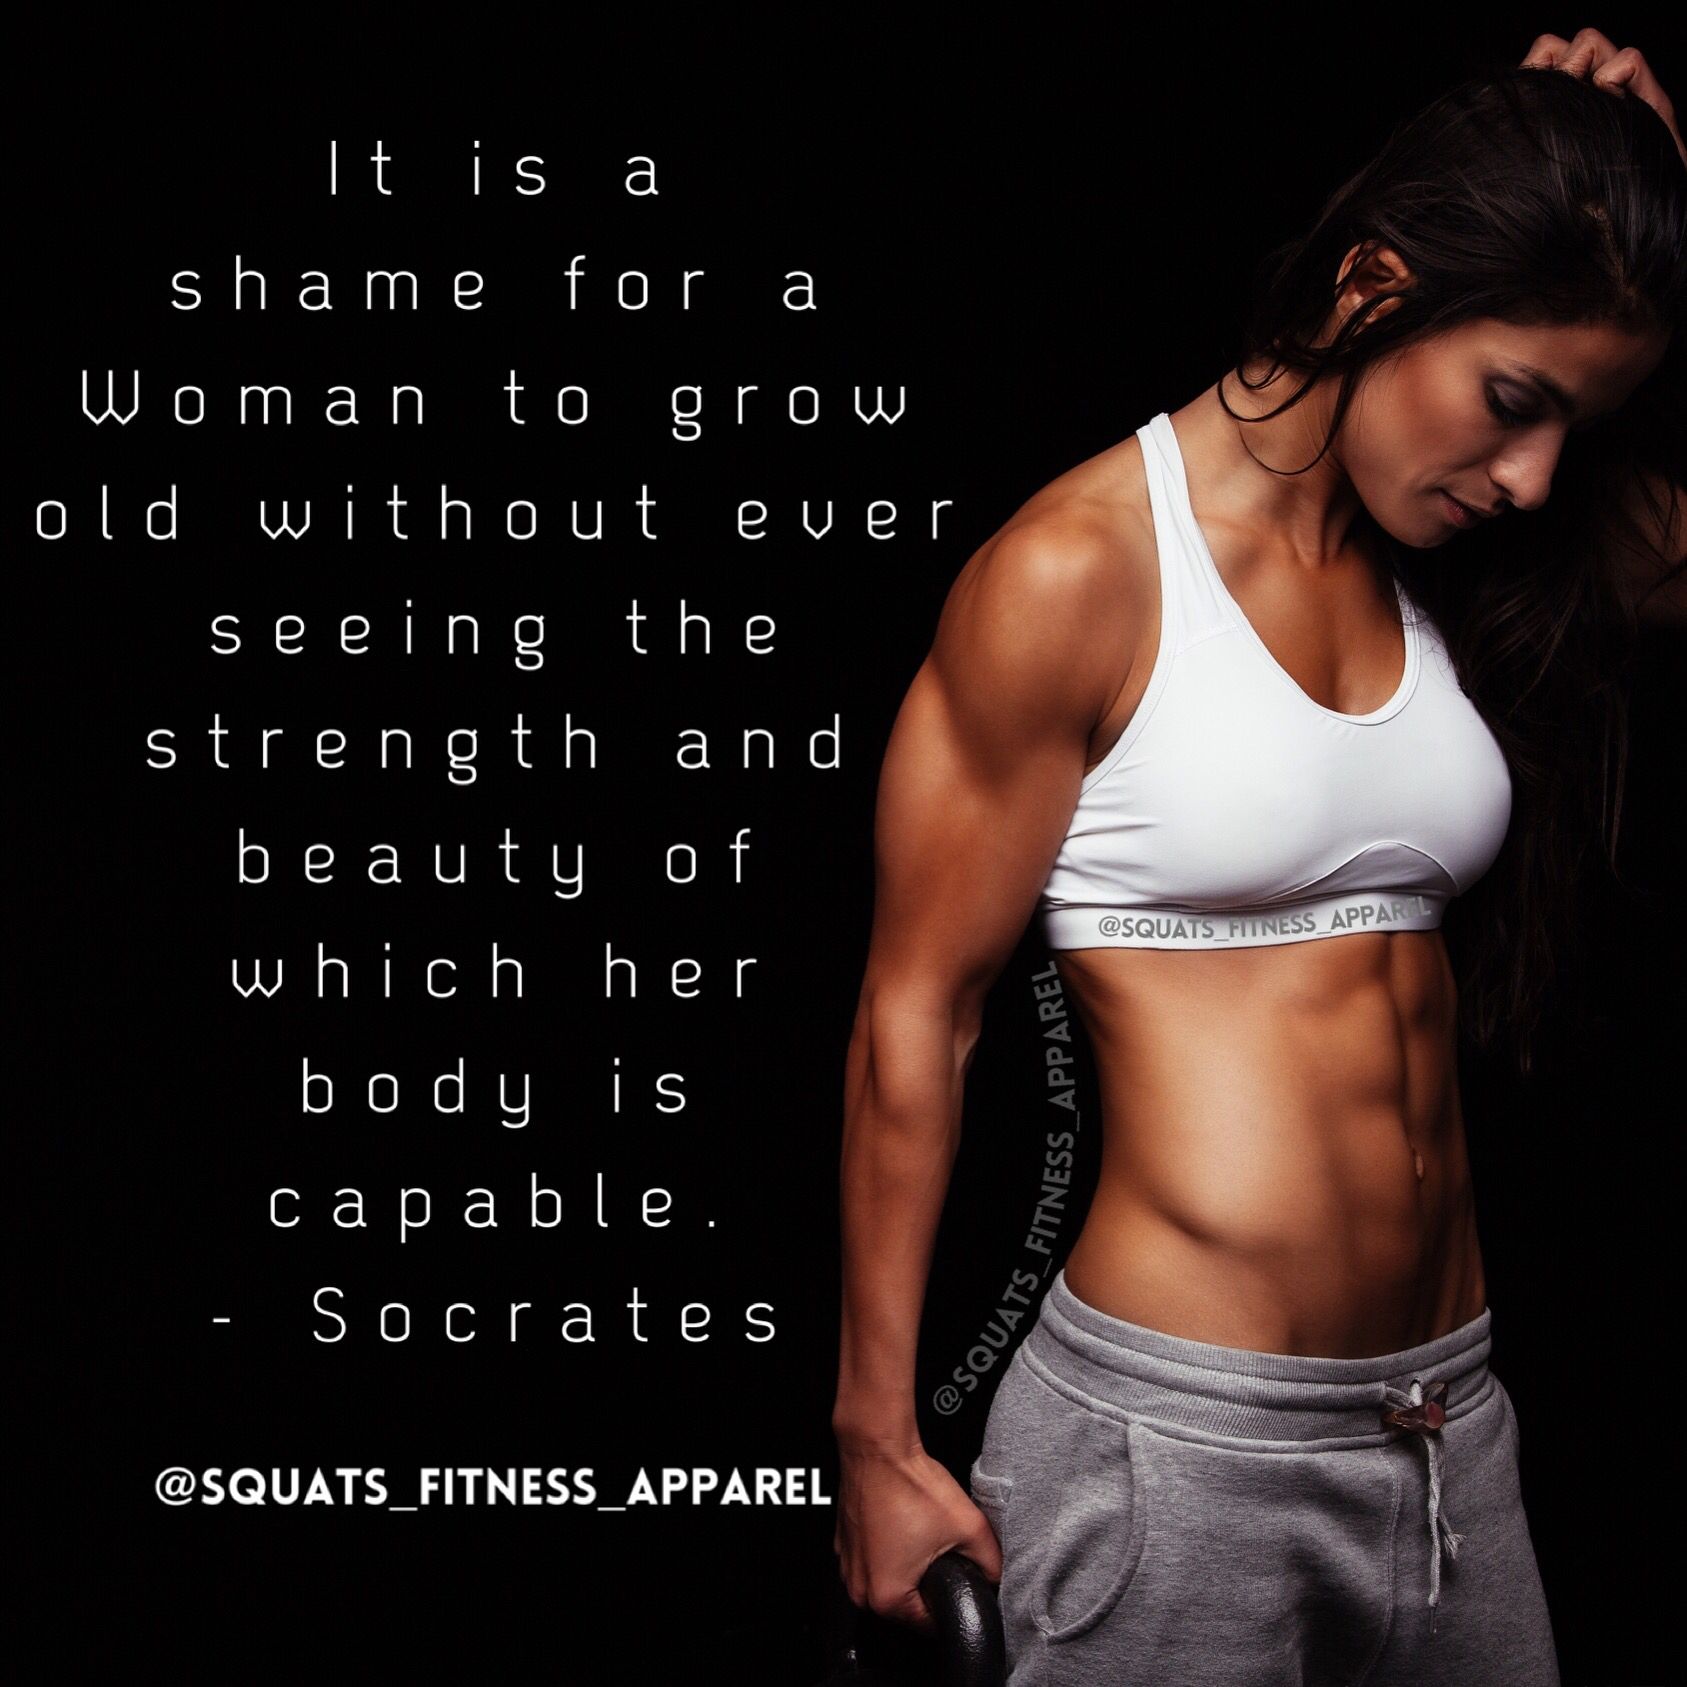 It is a
shame for a
Woman to grow
old without ever
seeing the
strength and
beauty of
which her
body is
capable.
- Socrates
@SQUATS_FITNESS_APPAREL
@SQUATS_FITNESS_APPAREL
@SQUATS_FITNESS_APPAREL